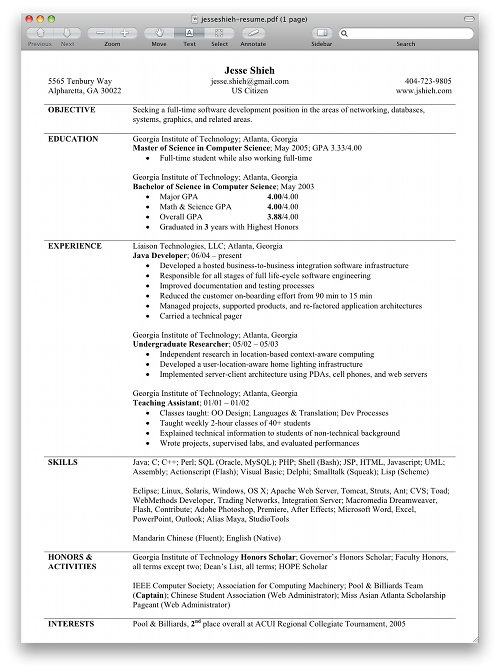 jesseshieh-resume.pdf (1 page)
Previous Next Zoom Move Text Select Annotate Sidebar Search
Jesse Shieh
5565 Tenbury Way jesse.shieh@gmail.com 404-723-9805
Alpharetta, GA 30022 US Citizen www.jshieh.com
OBJECTIVE Seeking a full-time software development position in the areas of networking, databases,
systems, graphics, and related areas.
EDUCATION Georgia Institute of Technology; Atlanta, Georgia
Master of Science in Computer Science; May 2005; GPA 3.33/4.00
• Full-time student while also working full-time
Georgia Institute of Technology; Atlanta, Georgia
Bachelor of Science in Computer Science; May 2003
• Major GPA 4.00/4.00
• Math & Science GPA 4.00/4.00
• Overall GPA 3.88/4.00
• Graduated in 3 years with Highest Honors
EXPERIENCE Liaison Technologies, LLC; Atlanta, Georgia
Java Developer; 06/04 – present
• Developed a hosted business-to-business integration software infrastructure
• Responsible for all stages of full life-cycle software engineering
• Improved documentation and testing processes
• Reduced the customer on-boarding effort from 90 min to 15 min
• Managed projects, supported products, and re-factored application architectures
• Carried a technical pager
Georgia Institute of Technology; Atlanta, Georgia
Undergraduate Researcher; 05/02 – 05/03
• Independent research in location-based context-aware computing
• Developed a user-location-aware home lighting infrastructure
• Implemented server-client architecture using PDAs, cell phones, and web servers
Georgia Institute of Technology; Atlanta, Georgia
Teaching Assistant; 01/01 – 01/02
• Classes taught: OO Design; Languages & Translation; Dev Processes
• Taught weekly 2-hour classes of 40+ students
• Explained technical information to students of non-technical background
• Wrote projects, supervised labs, and evaluated performances
SKILLS Java; C; C++; Perl; SQL (Oracle, MySQL); PHP; Shell (Bash); JSP, HTML, Javascript; UML;
Assembly; Actionscript (Flash); Visual Basic; Delphi; Smalltalk (Squeak); Lisp (Scheme)
Eclipse; Linux, Solaris, Windows, OS X; Apache Web Server, Tomcat, Struts, Ant; CVS; Toad;
WebMethods Developer, Trading Networks, Integration Server; Macromedia Dreamweaver,
Flash, Contribute; Adobe Photoshop, Premiere, After Effects; Microsoft Word, Excel,
PowerPoint, Outlook; Alias Maya, StudioTools
Mandarin Chinese (Fluent); English (Native)
HONORS & Georgia Institute of Technology Honors Scholar; Governor's Honors Scholar; Faculty Honors,
ACTIVITIES all terms except two; Dean's List, all terms; HOPE Scholar
IEEE Computer Society; Association for Computing Machinery; Pool & Billiards Team
(Captain); Chinese Student Association (Web Administrator); Miss Asian Atlanta Scholarship
Pageant (Web Administrator)
INTERESTS Pool & Billiards, 2nd place overall at ACUI Regional Collegiate Tournament, 2005